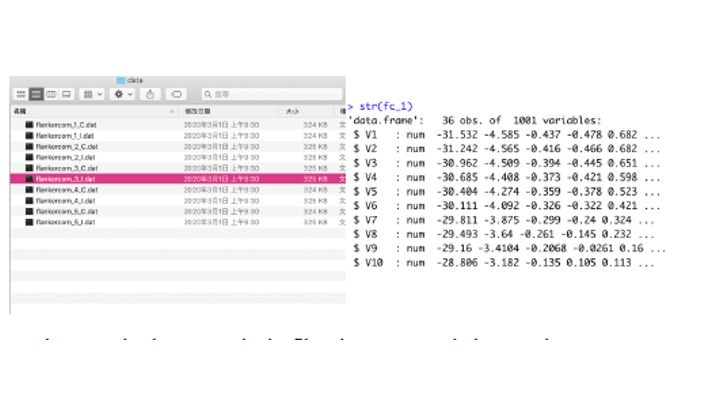 data
搜尋
名稱 修改日期 大小
flankercom_1_C.dat 2020年3月1日 上午9:30 324 KB 文
flankercom_1_I.dat 2020年3月1日 上午9:30 324 KB 文
flankercom_2_C.dat 2020年3月1日 上午9:30 325 KB 文
flankercom_2_I.dat 2020年3月1日 上午9:30 325 KB 文
flankercom_3_C.dat 2020年3月1日 上午9:30 325 KB 文
flankercom_3_I.dat 2020年3月1日 上午9:30 325 KB 文
flankercom_4_C.dat 2020年3月1日 上午9:30 324 KB 文
flankercom_4_I.dat 2020年3月1日 上午9:30 325 KB 文
flankercom_5_C.dat 2020年3月1日 上午9:30 325 KB 文
flankercom_5_I.dat 2020年3月1日 上午9:30 325 KB 文
> str(fc_1)
'data.frame': 36 obs. of 1001 variables:
$ V1 : num -31.532 -4.585 -0.437 -0.478 0.682 ...
$ V2 : num -31.242 -4.565 -0.416 -0.466 0.682 ...
$ V3 : num -30.962 -4.509 -0.394 -0.445 0.651 ...
$ V4 : num -30.685 -4.408 -0.373 -0.421 0.598 ...
$ V5 : num -30.404 -4.274 -0.359 -0.378 0.523 ...
$ V6 : num -30.111 -4.092 -0.326 -0.322 0.421 ...
$ V7 : num -29.811 -3.875 -0.299 -0.24 0.324 ...
$ V8 : num -29.493 -3.64 -0.261 -0.145 0.232 ...
$ V9 : num -29.16 -3.4104 -0.2068 -0.0261 0.16 ...
$ V10 : num -28.806 -3.182 -0.135 0.105 0.113 ...